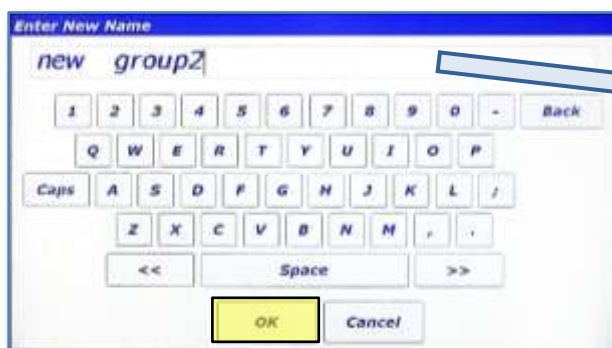 Enter New Name
new group2
1 2 3 4 5 6 7 8 9 0 - Back
Q W E R T Y U I O P
Caps A S D F G H J K L ;
Z X C V B N M
<< Space >>
OK Cancel